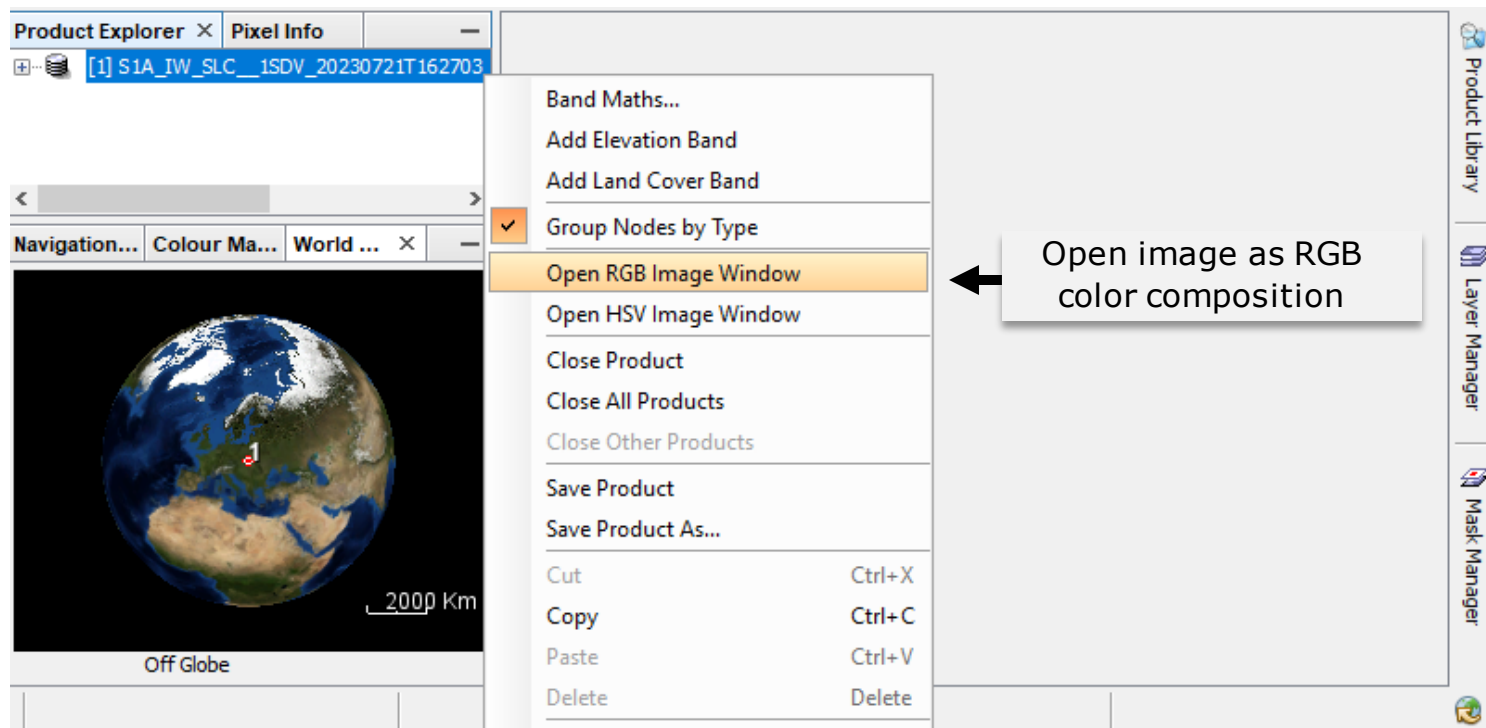 Product Explorer × Pixel Info
[1] S1A_IW_SLC__1SDV_20230721T162703
Navigation... Colour Ma... World ... ×
1
2000 Km
Off Globe
Band Maths...
Add Elevation Band
Add Land Cover Band
Group Nodes by Type
Open RGB Image Window
Open HSV Image Window
Close Product
Close All Products
Close Other Products
Save Product
Save Product As...
Cut Ctrl+X
Copy Ctrl+C
Paste Ctrl+V
Delete Delete
Open image as RGB
color composition
Product Library
Layer Manager
Mask Manager